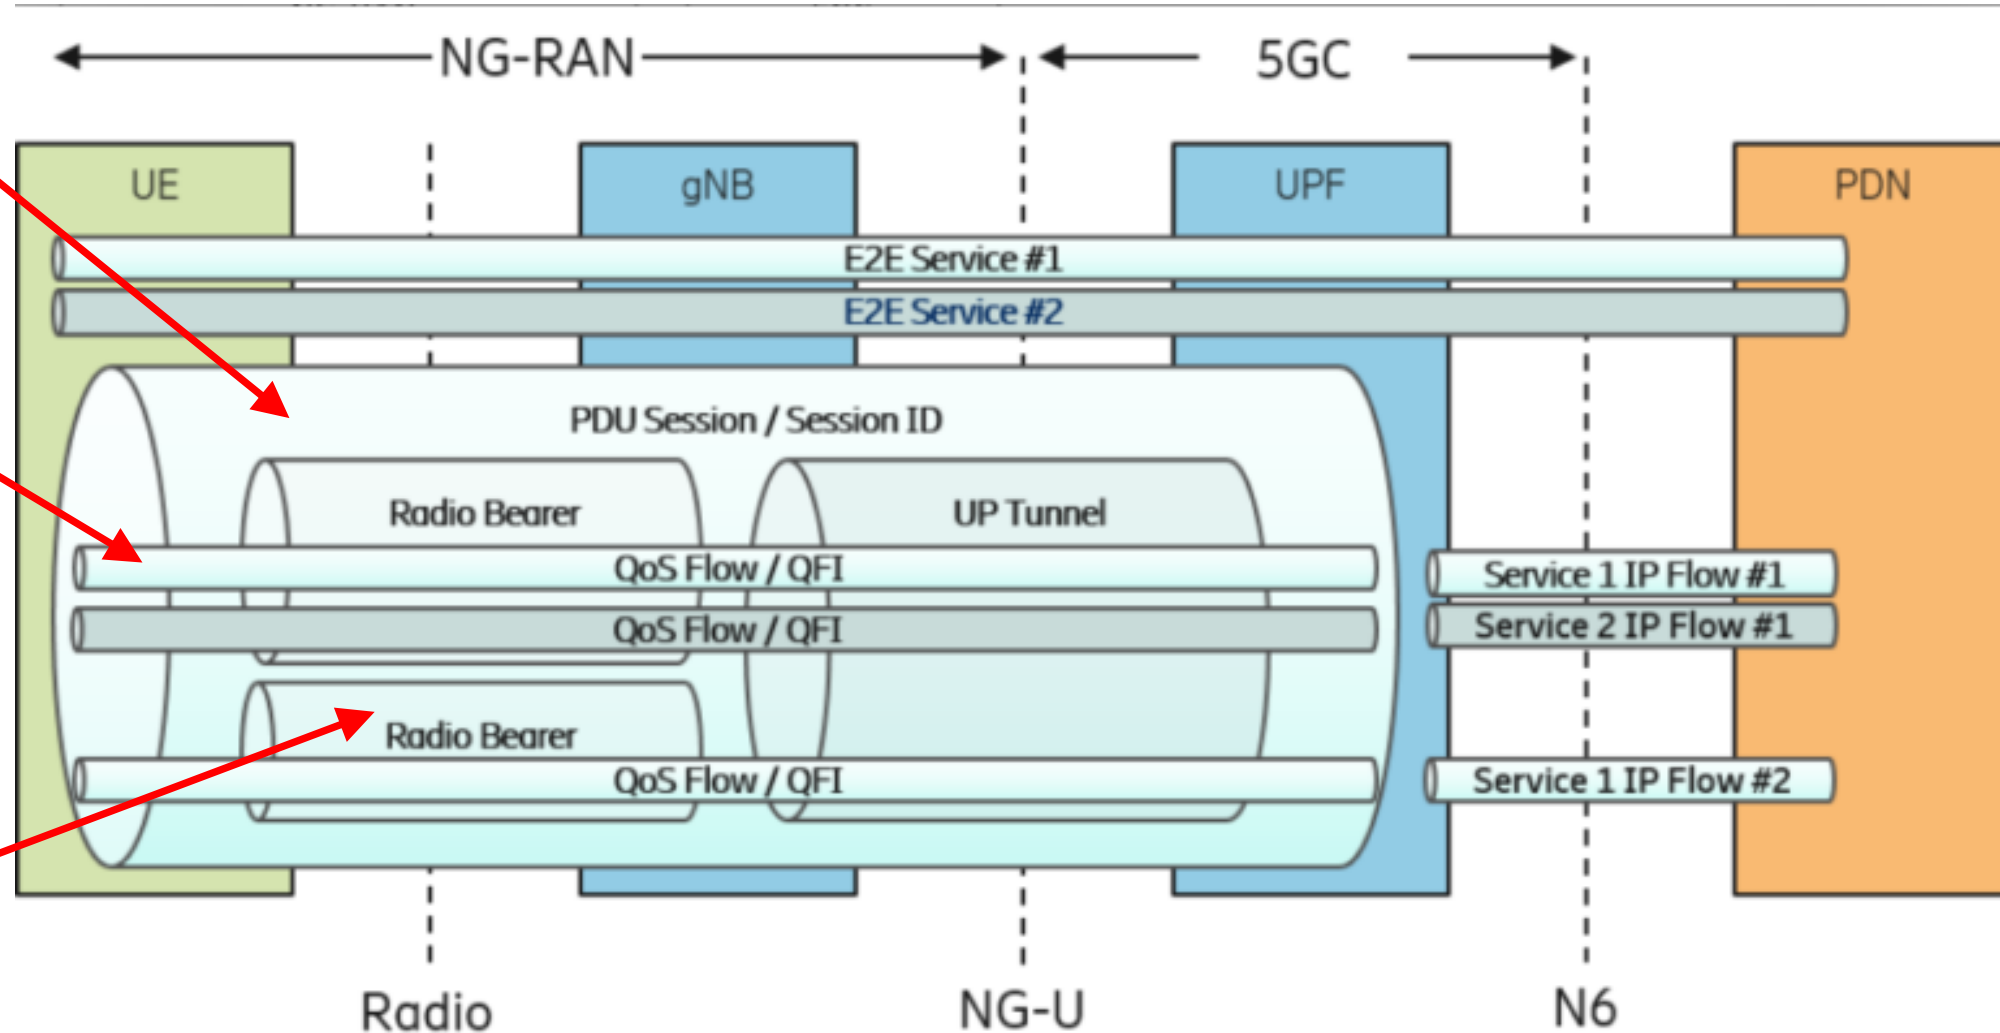 NG-RAN
5GC
UE
gNB
UPF
PDN
E2E Service #1
E2E Service #2
PDU Session / Session ID
Radio Bearer
UP Tunnel
QoS Flow / QFI
Service 1 IP Flow #1
QoS Flow / QFI
Service 2 IP Flow #1
Radio Bearer
QoS Flow / QFI
Service 1 IP Flow #2
Radio
NG-U
N6